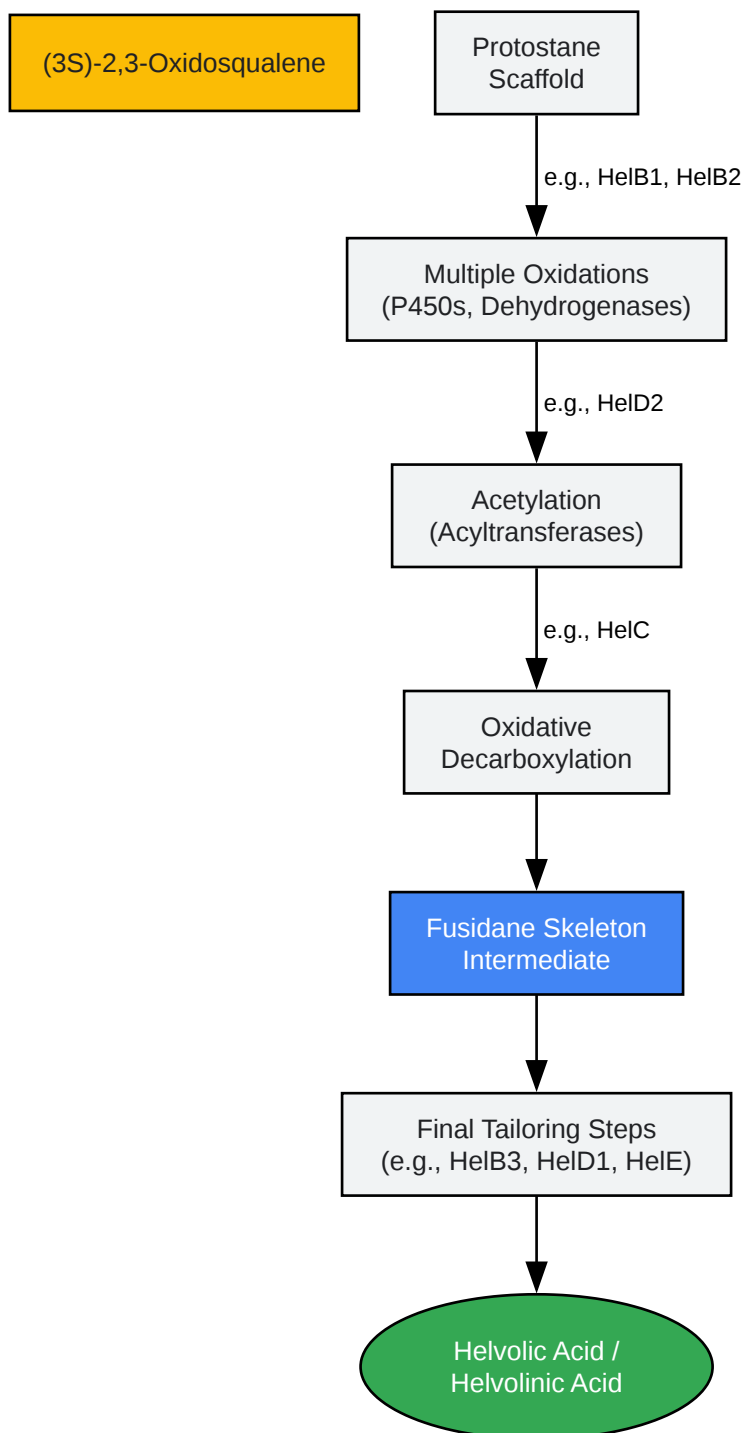 (3S)-2,3-Oxidosqualene
Protostane
Scaffold
e.g., HelB1, HelB2
Multiple Oxidations
(P450s, Dehydrogenases)
e.g., HelD2
Acetylation
(Acyltransferases)
e.g., HelC
Oxidative
Decarboxylation
Fusidane Skeleton
Intermediate
Final Tailoring Steps
(e.g., HelB3, HelD1, HelE)
Helvolic Acid /
Helvolinic Acid